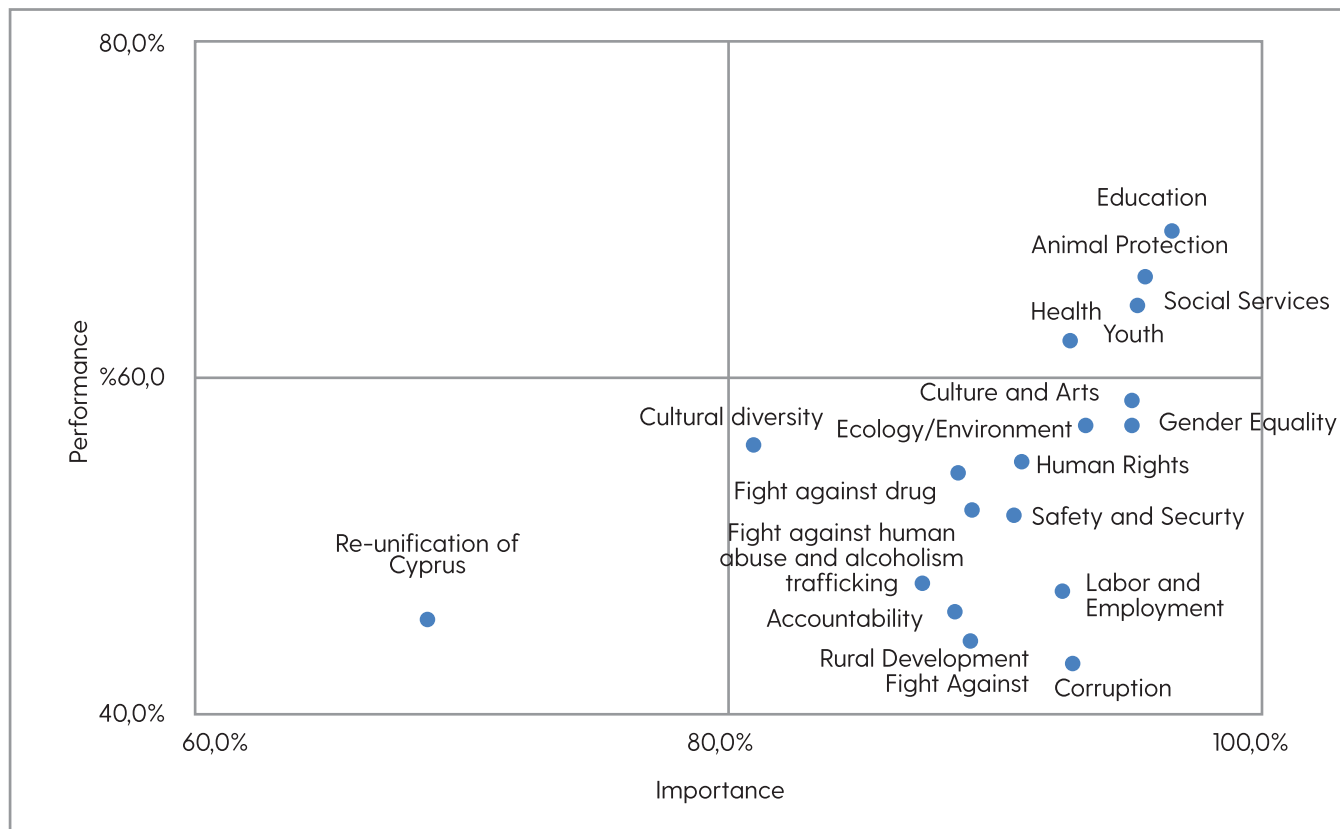 80,0%
Education
Animal Protection
Social Services
Health
Youth
Performance
%60,0
Culture and Arts
Cultural diversity
Ecology/Environment
Gender Equality
Human Rights
Fight against drug
Safety and Securty
Fight against human
abuse and alcoholism
trafficking
Re-unification of
Cyprus
Labor and
Employment
Accountability
Rural Development
Fight Against
Corruption
40,0%
60,0%
80,0%
100,0%
Importance